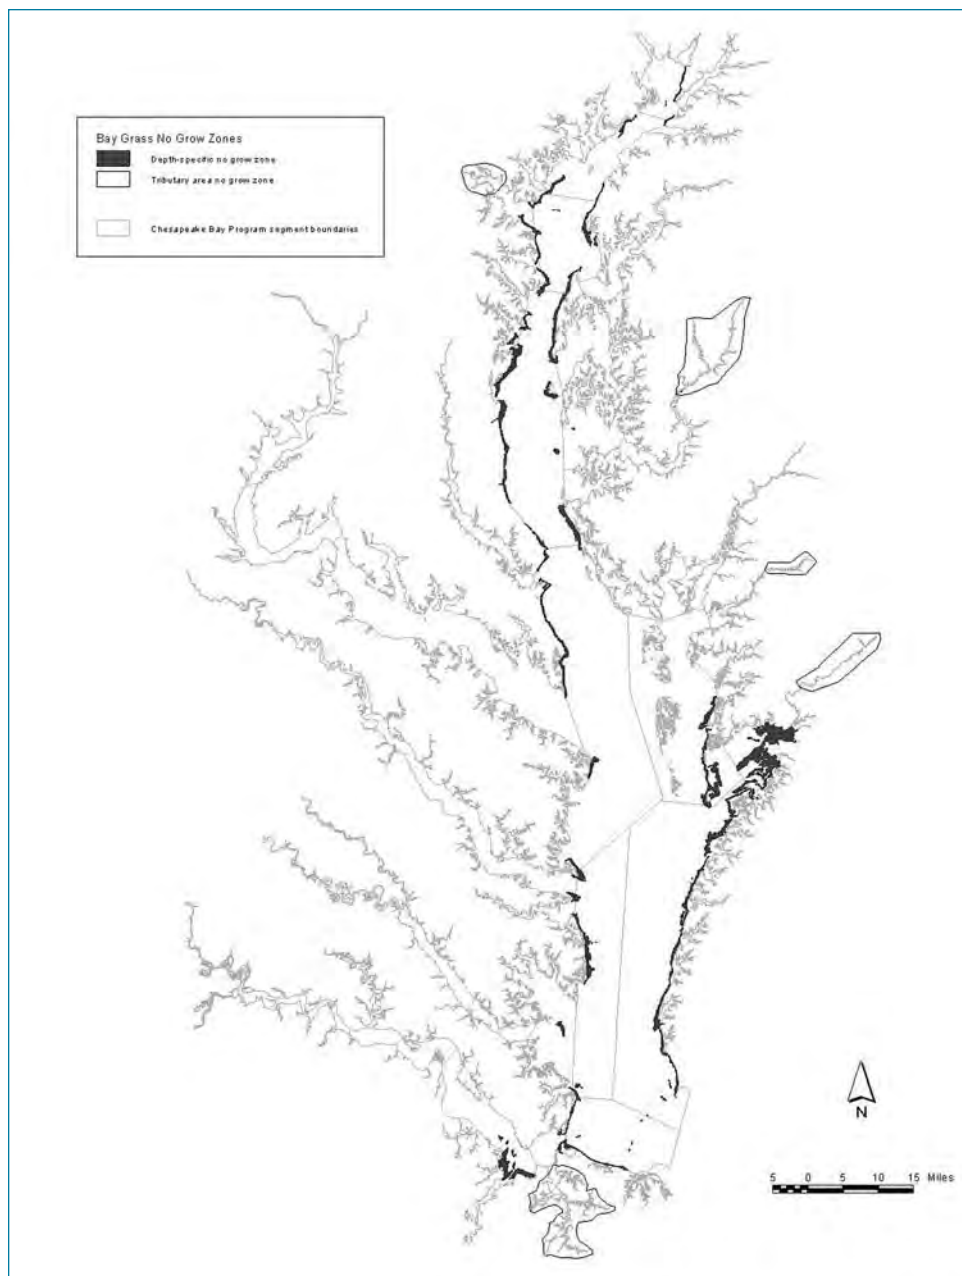 Bay Grass No Grow Zones
Depth-specific no grow zone
Tributary area no grow zone
Chesapeake Bay Program segment boundaries
N
5 0 5 10 15 Miles